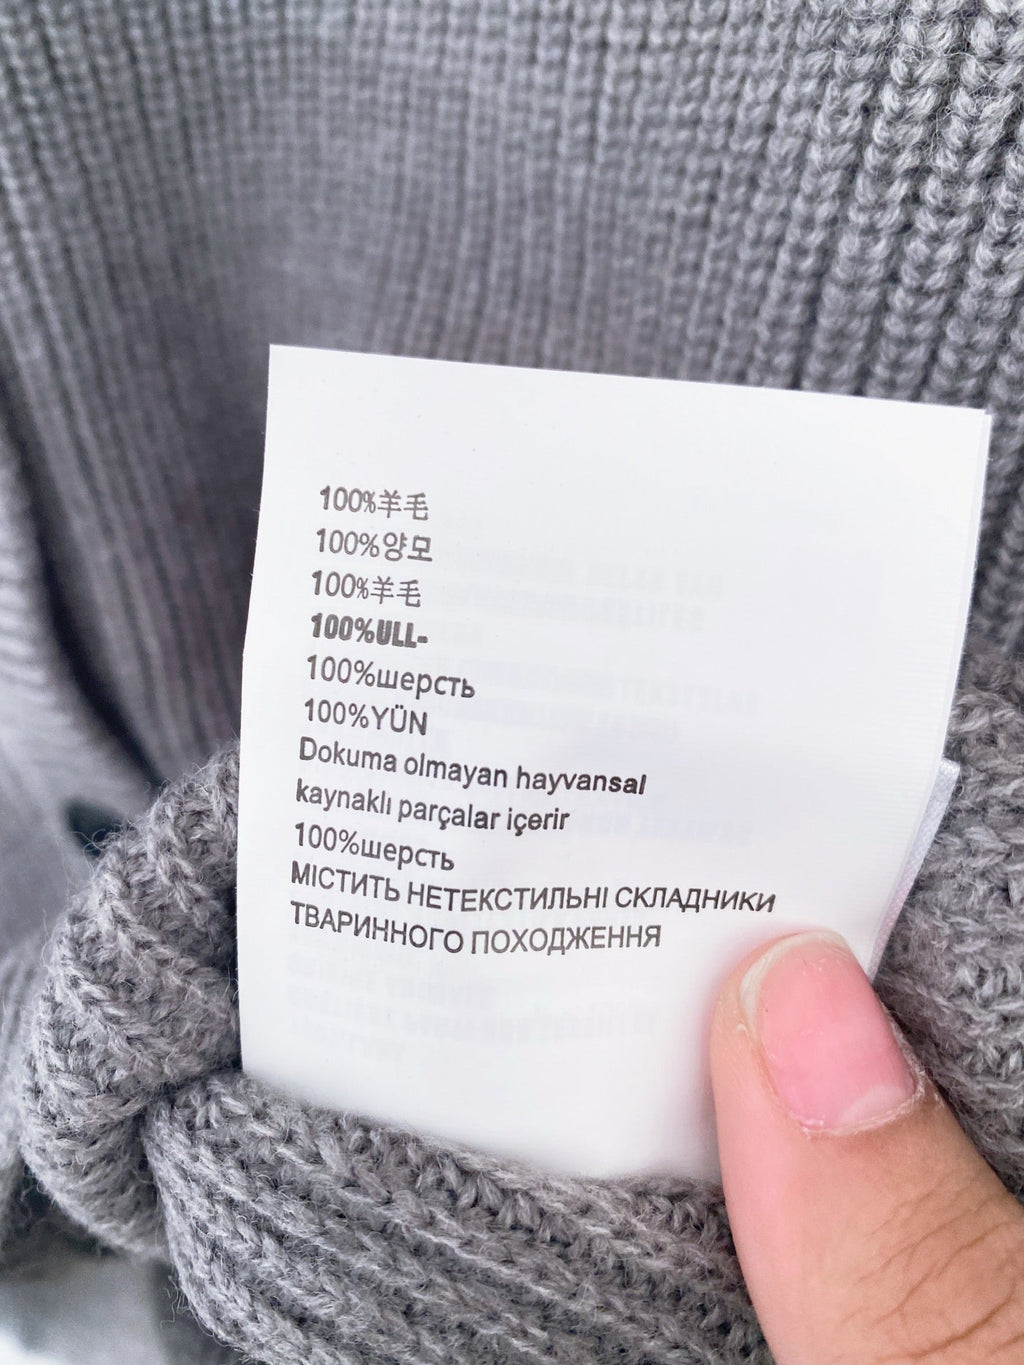 100%羊毛
100%양모
100%羊毛
100%ULL-
100%шерсть
100%YÜN
Dokuma olmayan hayvansal
kaynaklı parçalar içerir
100%шерсть
МІСТИТЬ НЕТЕКСТИЛЬНІ СКЛАДНИКИ
ТВАРИННОГО ПОХОДЖЕННЯ